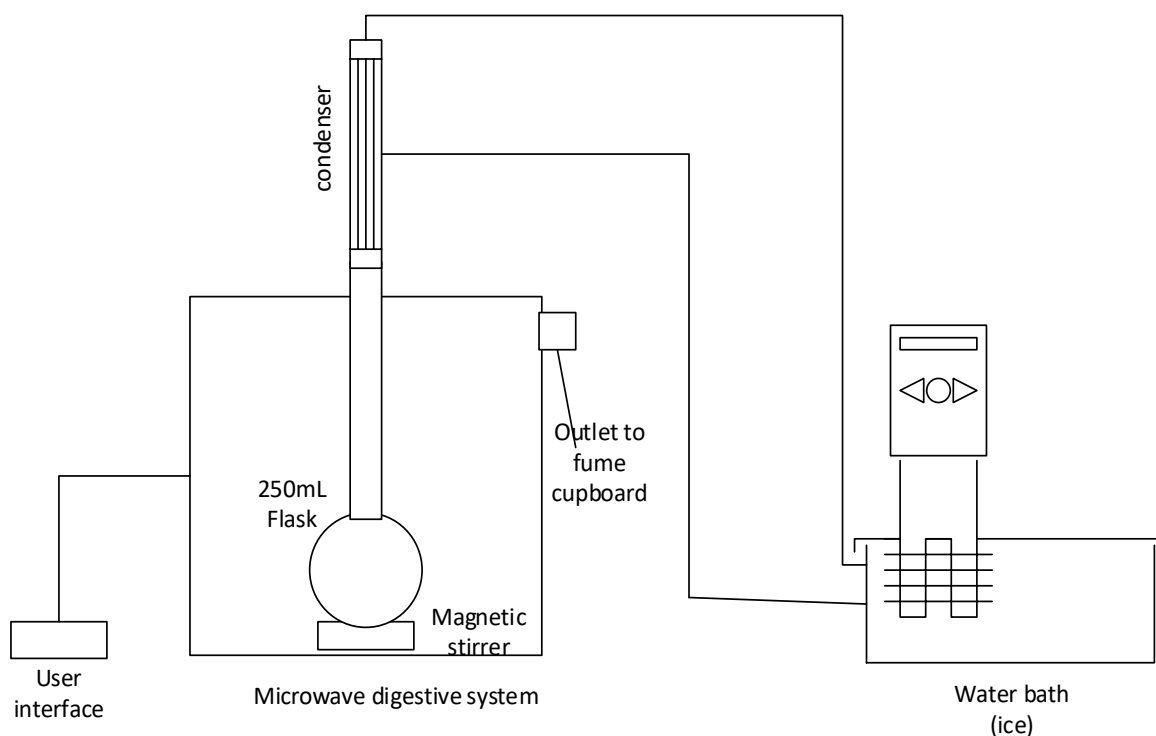 condenser
Outlet to
fume
cupboard
250mL
Flask
Magnetic
stirrer
User
interface
Microwave digestive system
Water bath
(ice)